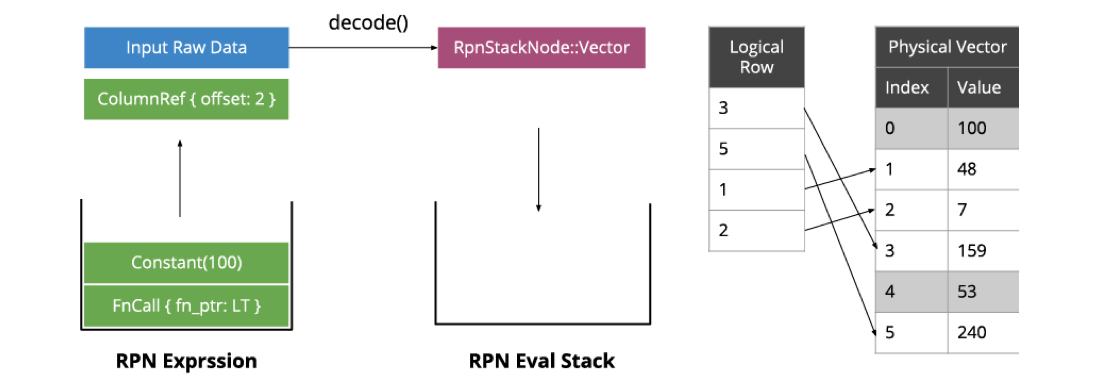 decode()
Input Raw Data
RpnStackNode::Vector
ColumnRef { offset: 2 }
Constant(100)
FnCall { fn_ptr: LT }
RPN Exprssion
RPN Eval Stack
Logical
Row
3
5
1
2
Physical Vector
Index Value
0 100
1 48
2 7
3 159
4 53
5 240